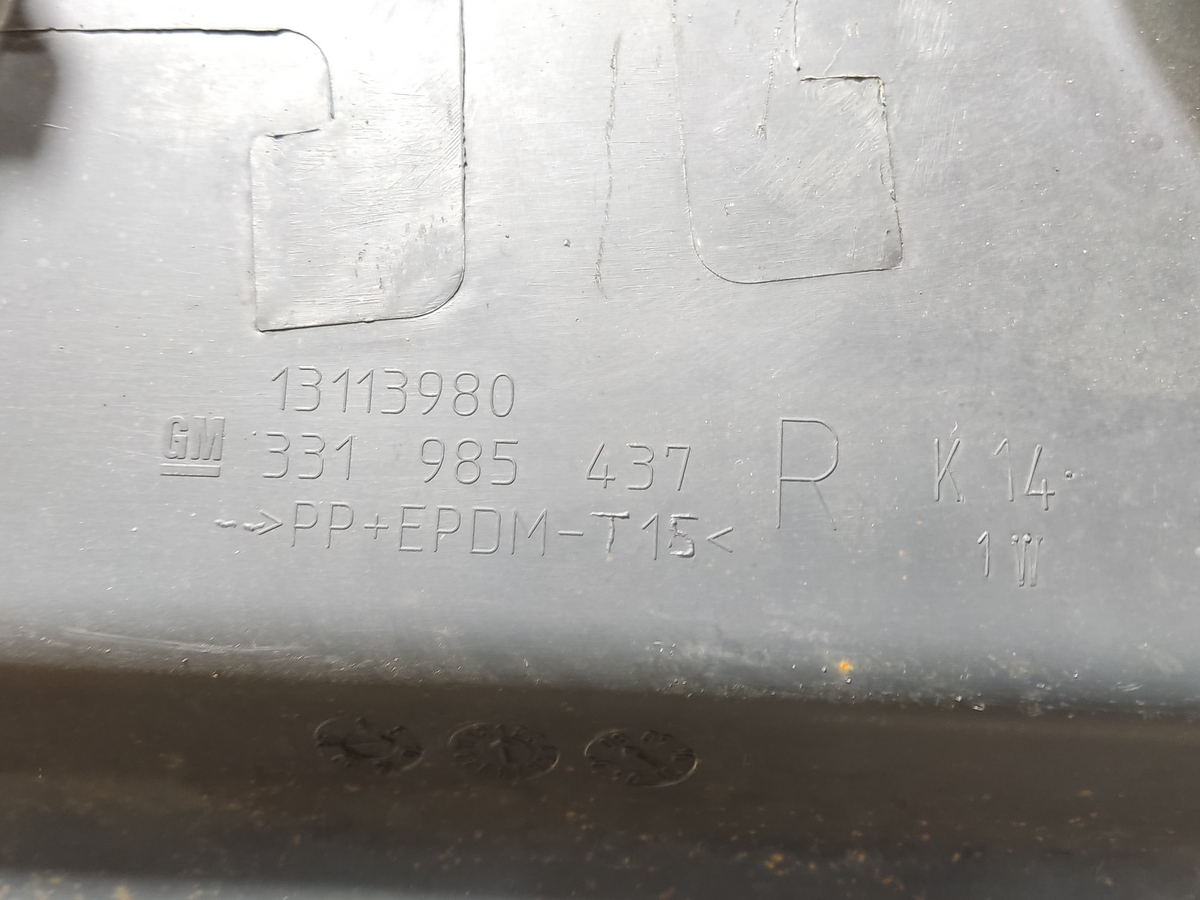 13113980
GM 331 985 437 R K 14
-->PP+EPDM-T15<
1 W